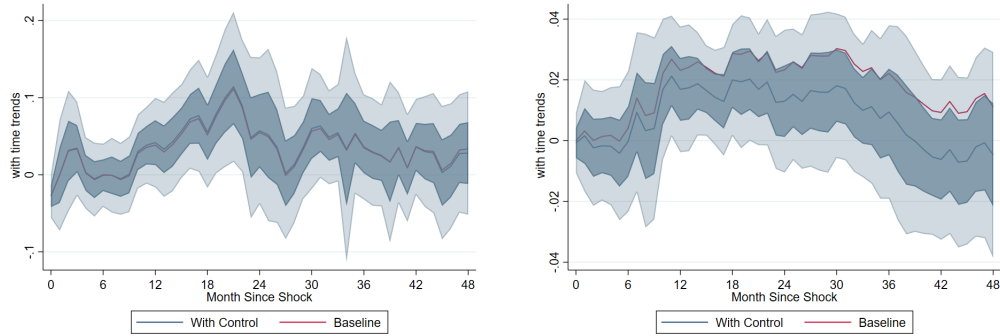 with time trends
.2
.1
0
-.1
0 6 12 18 24 30 36 42 48
Month Since Shock
With Control Baseline
with time trends
.04
.02
0
-.02
-.04
0 6 12 18 24 30 36 42 48
Month Since Shock
With Control Baseline